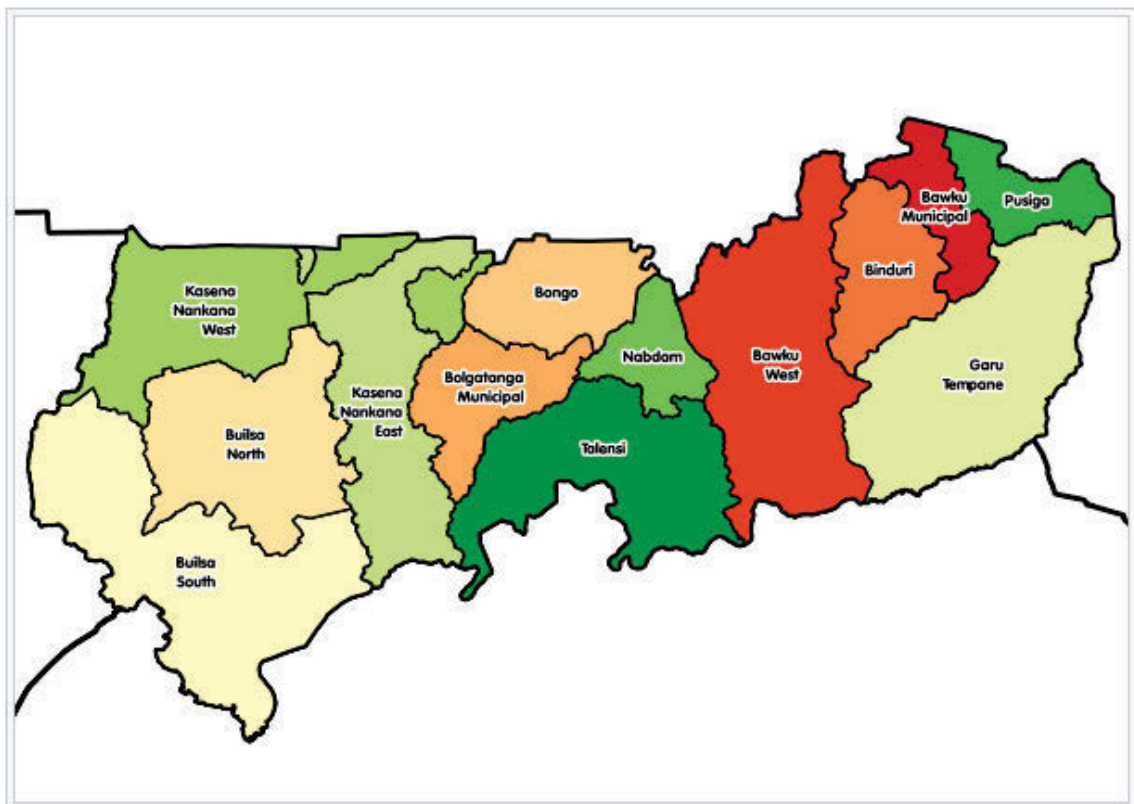 Kasena
Nankana
West
Builsa
North
Builsa
South
Kasena
Nankana
East
Bongo
Bolgatanga
Municipal
Nabdam
Talensi
Bawku
West
Binduri
Bawku
Municipal
Pusiga
Garu
Tempane